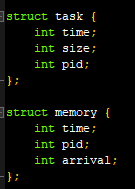 struct task {
    int time;
    int size;
    int pid;
};

struct memory {
    int time;
    int pid;
    int arrival;
};